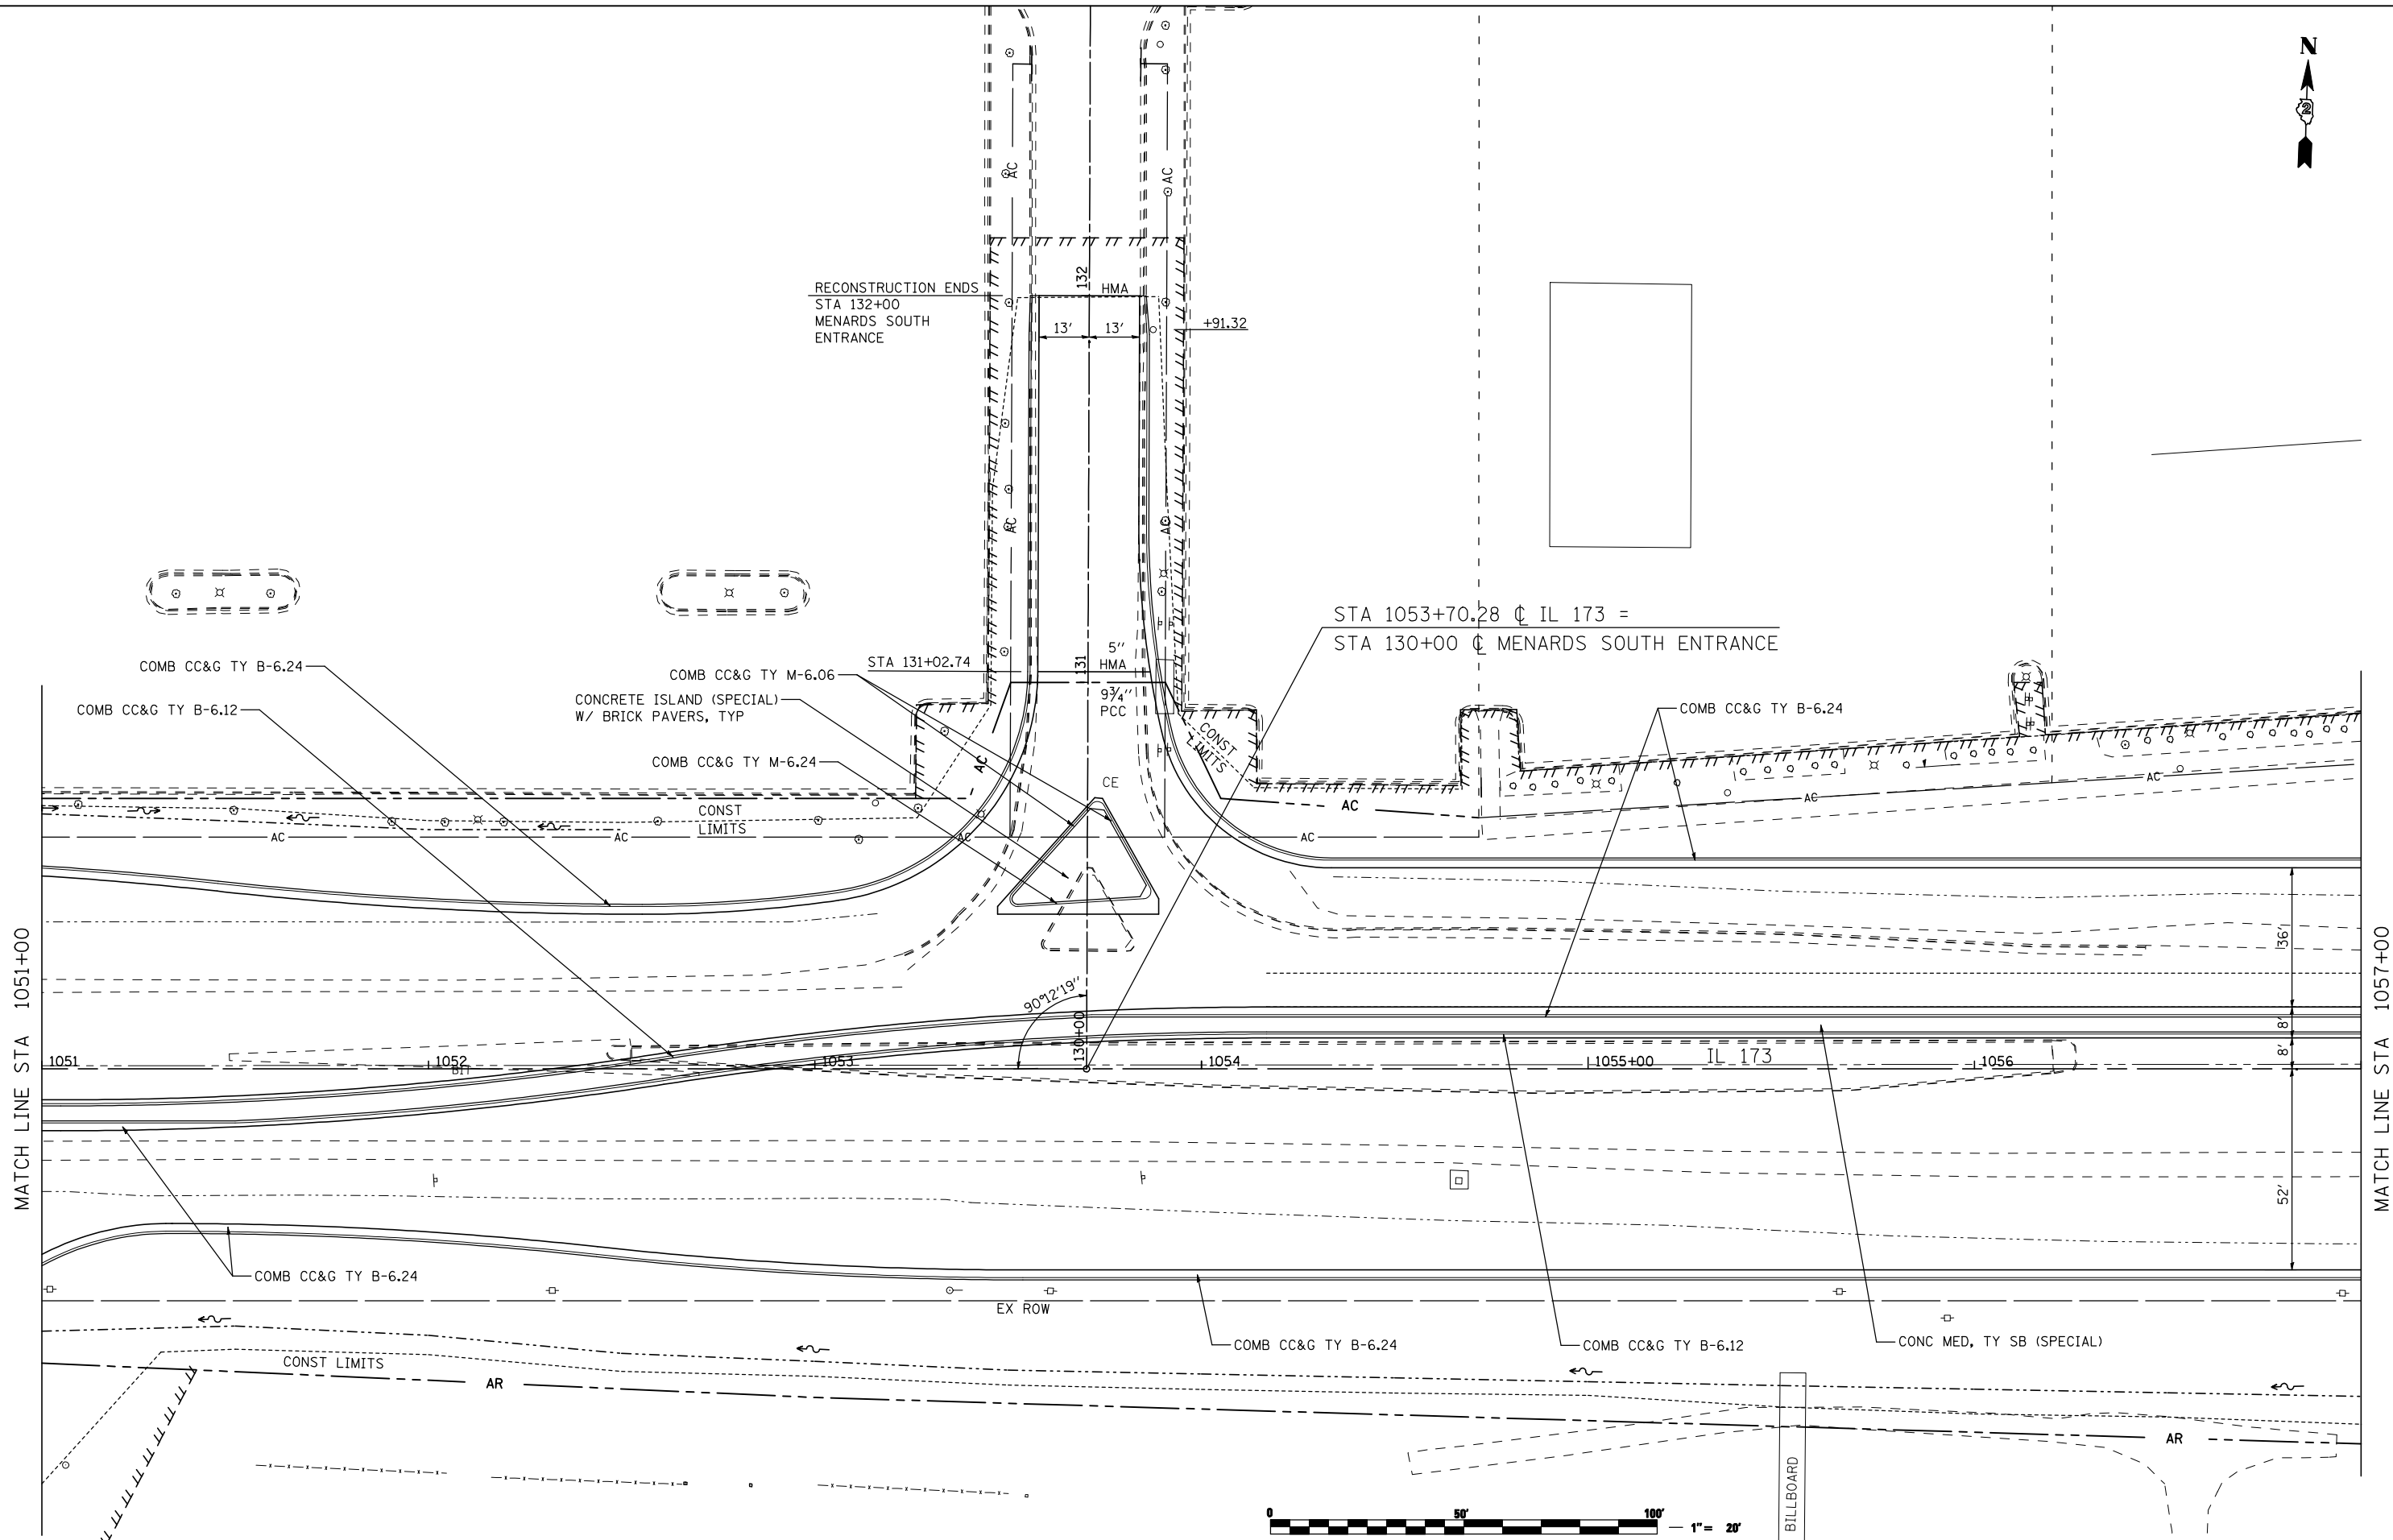 N
2
AC
AC
132
RECONSTRUCTION ENDS
STA 132+00
MENARDS SOUTH
ENTRANCE
HMA
13' 13'
+91.32
AC
AC
STA 1053+70.28 ℄ IL 173 =
STA 130+00 ℄ MENARDS SOUTH ENTRANCE
COMB CC&G TY B-6.24
COMB CC&G TY M-6.06
STA 131+02.74
131
5"
HMA
9¾"
PCC
CONCRETE ISLAND (SPECIAL)
W/ BRICK PAVERS, TYP
COMB CC&G TY B-6.12
COMB CC&G TY B-6.24
CONST
LIMITS
COMB CC&G TY M-6.24
AC
CE
AC
AC
AC
CONST
LIMITS
AC
AC
AC
AC
MATCH LINE STA 1051+00
MATCH LINE STA 1057+00
36'
90°12'19"
130+00
8'
8'
1051
1052
BIT
1053
1054
1055+00
IL 173
1056
52'
COMB CC&G TY B-6.24
EX ROW
COMB CC&G TY B-6.24
COMB CC&G TY B-6.12
CONC MED, TY SB (SPECIAL)
CONST LIMITS
AR
AR
BILLBOARD
0 50' 100'
1"= 20'